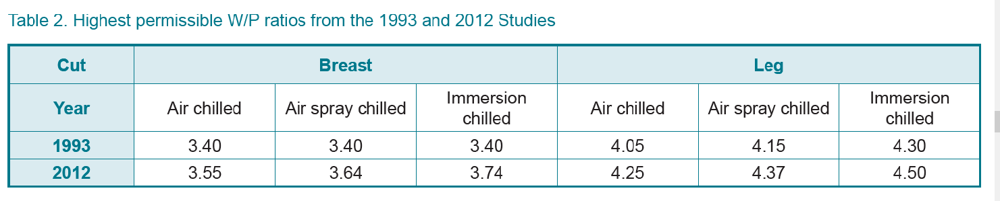 Table 2. Highest permissible W/P ratios from the 1993 and 2012 Studies
Cut Breast Leg
Year Air chilled Air spray chilled Immersion chilled Air chilled Air spray chilled Immersion chilled
1993 3.40 3.40 3.40 4.05 4.15 4.30
2012 3.55 3.64 3.74 4.25 4.37 4.50